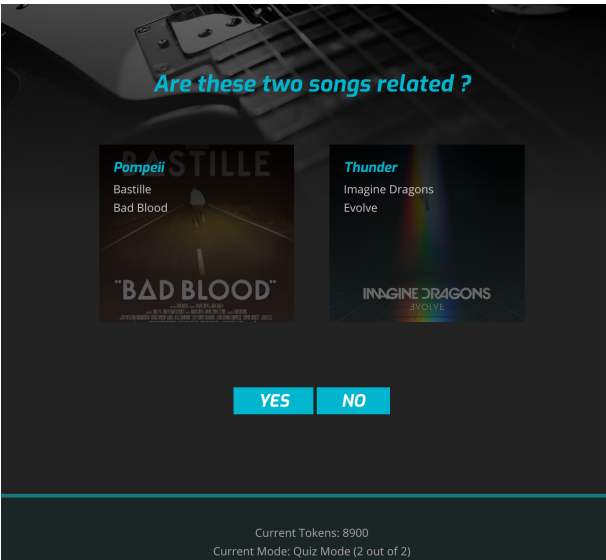 Are these two songs related ?
BASTILLE
Pompeii
Bastille
Bad Blood
"BAD BLOOD"
Thunder
Imagine Dragons
Evolve
IMAGINE DRAGONS
EVOLVE
YES NO
Current Tokens: 8900
Current Mode: Quiz Mode (2 out of 2)